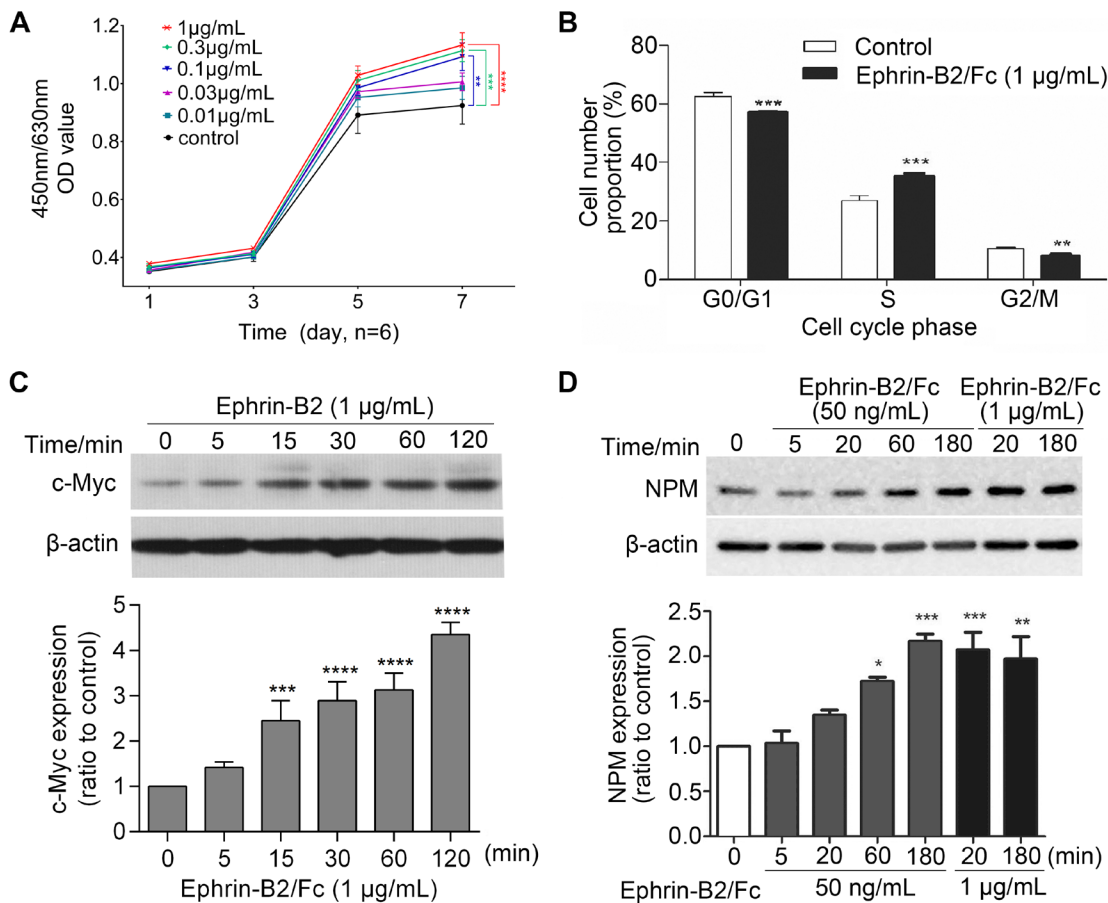 A
1.2
1.0
0.8
0.6
0.4
450nm/630nm
OD value
1μg/mL
0.3μg/mL
0.1μg/mL
0.03μg/mL
0.01μg/mL
control
**
***
****
1 3 5 7
Time (day, n=6)
B
80
60
40
20
0
Cell number
proportion (%)
Control
Ephrin-B2/Fc (1 μg/mL)
***
***
**
G0/G1 S G2/M
Cell cycle phase
C
Ephrin-B2 (1 μg/mL)
Time/min 0 5 15 30 60 120
c-Myc
β-actin
5
4
3
2
1
0
c-Myc expression
(ratio to control)
***
****
****
****
0 5 15 30 60 120 (min)
Ephrin-B2/Fc (1 μg/mL)
D
Ephrin-B2/Fc
(50 ng/mL)
Ephrin-B2/Fc
(1 μg/mL)
Time/min 0 5 20 60 180 20 180
NPM
β-actin
2.5
2.0
1.5
1.0
0.5
0.0
NPM expression
(ratio to control)
*
***
***
**
0 5 20 60 180 20 180 (min)
Ephrin-B2/Fc 50 ng/mL 1 μg/mL